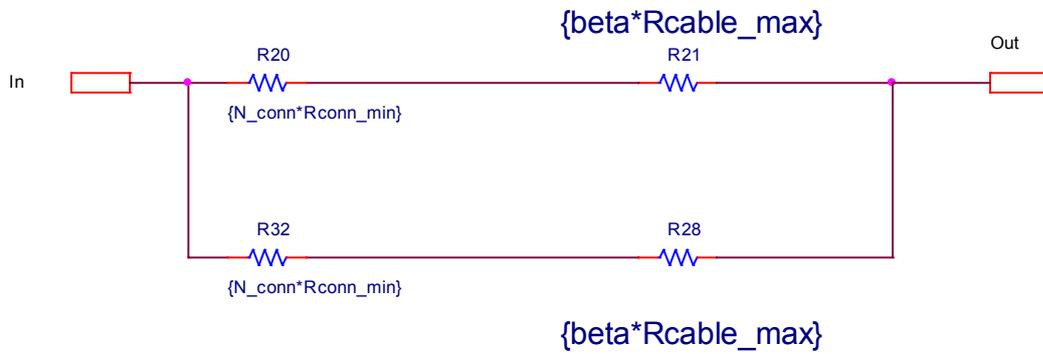 {beta*Rcable_max}
R20
R21
Out
In
{N_conn*Rconn_min}
R32
R28
{N_conn*Rconn_min}
{beta*Rcable_max}